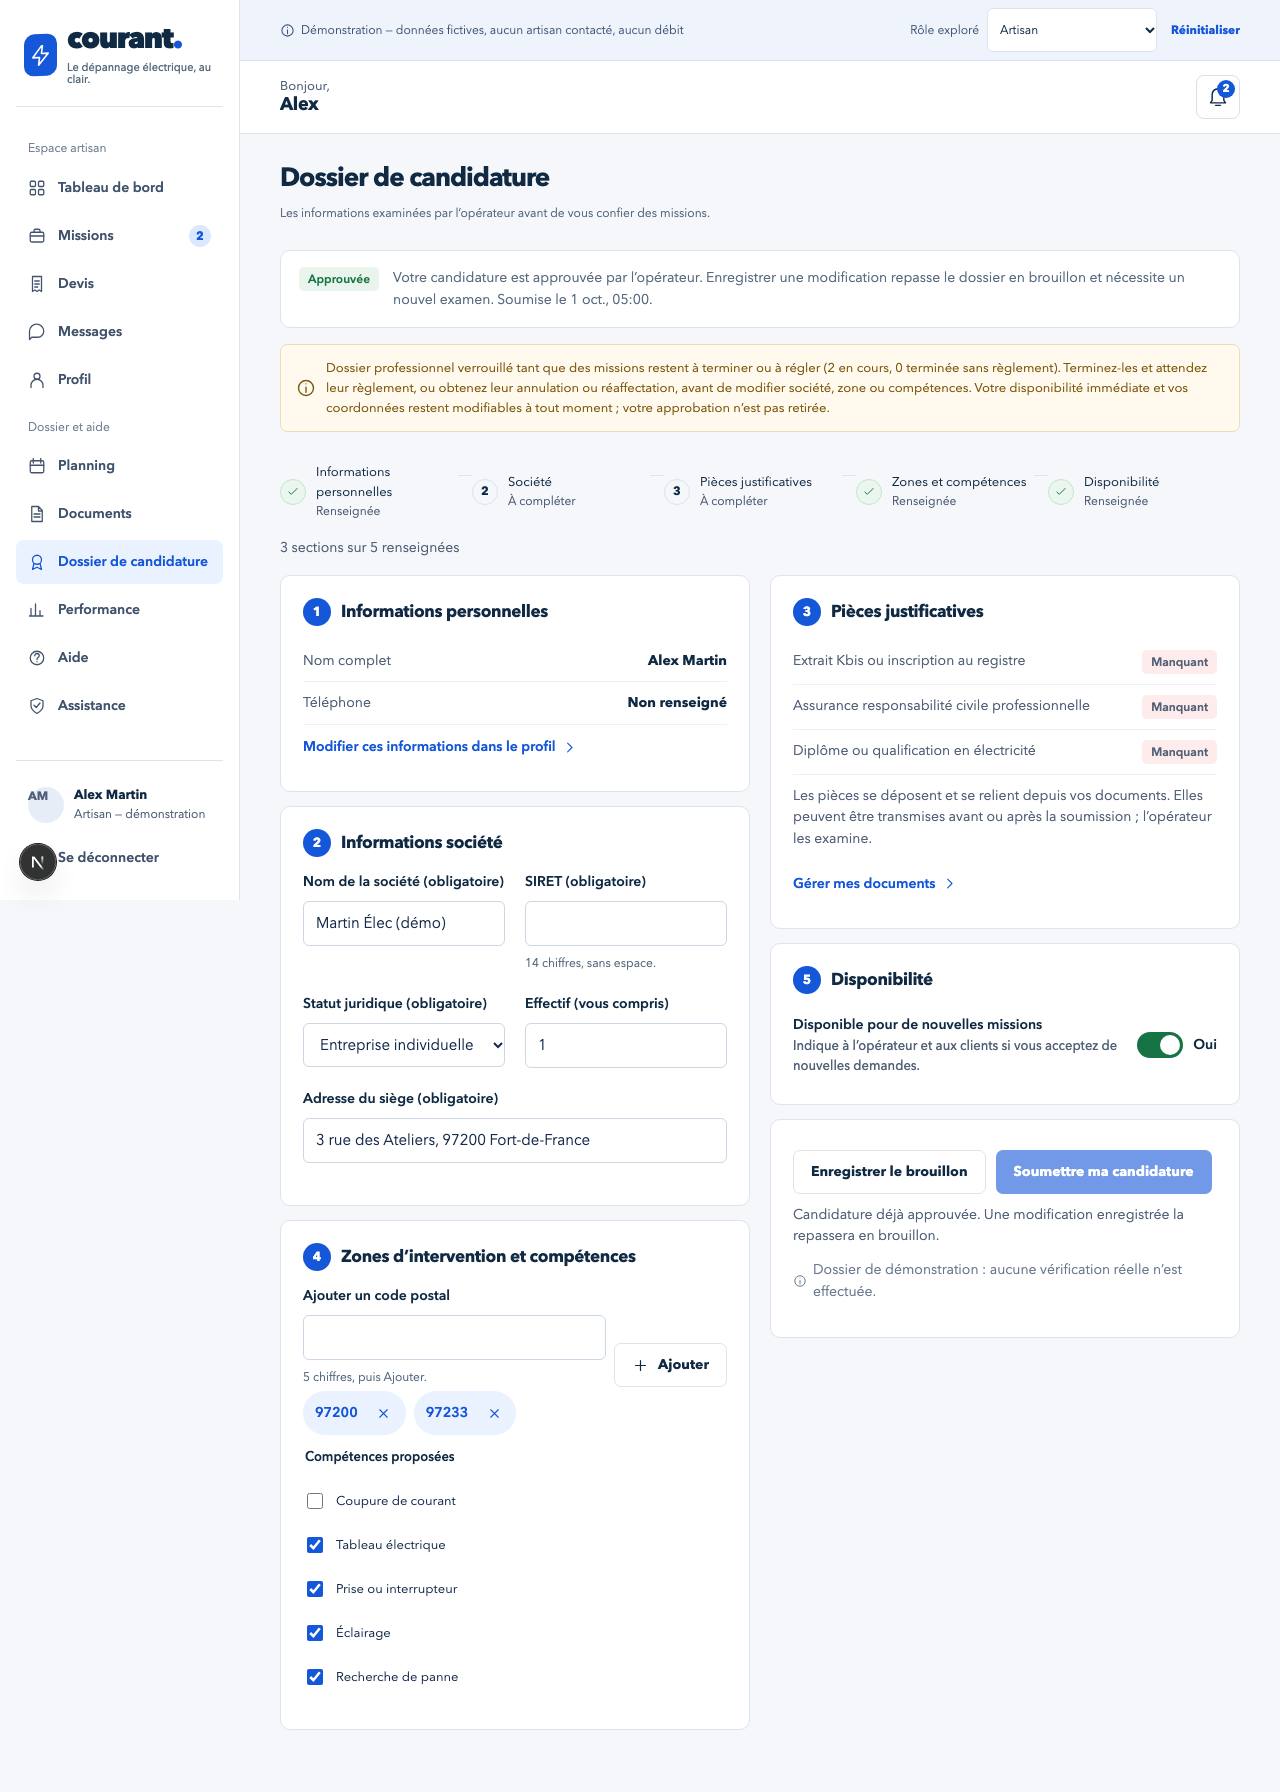 courant.
Le dépannage électrique, au
clair.
Espace artisan
Tableau de bord
Missions
2
Devis
Messages
Profil
Dossier et aide
Planning
Documents
Dossier de candidature
Performance
Aide
Assistance
AM
Alex Martin
Artisan – démonstration
N
Se déconnecter
Démonstration – données fictives, aucun artisan contacté, aucun débit
Rôle exploré
Artisan
Réinitialiser
Bonjour,
Alex
2
Dossier de candidature
Les informations examinées par l’opérateur avant de vous confier des missions.
Approuvée
Votre candidature est approuvée par l’opérateur. Enregistrer une modification repasse le dossier en brouillon et nécessite un
nouvel examen. Soumise le 1 oct., 05:00.
Dossier professionnel verrouillé tant que des missions restent à terminer ou à régler (2 en cours, 0 terminée sans règlement). Terminez-les et attendez
leur règlement, ou obtenez leur annulation ou réaffectation, avant de modifier société, zone ou compétences. Votre disponibilité immédiate et vos
coordonnées restent modifiables à tout moment ; votre approbation n’est pas retirée.
Informations
personnelles
Renseignée
2
Société
À compléter
3
Pièces justificatives
À compléter
Zones et compétences
Renseignée
Disponibilité
Renseignée
3 sections sur 5 renseignées
1
Informations personnelles
Nom complet
Alex Martin
Téléphone
Non renseigné
Modifier ces informations dans le profil
2
Informations société
Nom de la société (obligatoire)
Martin Élec (démo)
SIRET (obligatoire)
14 chiffres, sans espace.
Statut juridique (obligatoire)
Entreprise individuelle
Effectif (vous compris)
1
Adresse du siège (obligatoire)
3 rue des Ateliers, 97200 Fort-de-France
4
Zones d’intervention et compétences
Ajouter un code postal
5 chiffres, puis Ajouter.
Ajouter
97200
97233
Compétences proposées
Coupure de courant
Tableau électrique
Prise ou interrupteur
Éclairage
Recherche de panne
3
Pièces justificatives
Extrait Kbis ou inscription au registre
Manquant
Assurance responsabilité civile professionnelle
Manquant
Diplôme ou qualification en électricité
Manquant
Les pièces se déposent et se relient depuis vos documents. Elles
peuvent être transmises avant ou après la soumission ; l’opérateur
les examine.
Gérer mes documents
5
Disponibilité
Disponible pour de nouvelles missions
Indique à l’opérateur et aux clients si vous acceptez de
nouvelles demandes.
Oui
Enregistrer le brouillon
Soumettre ma candidature
Candidature déjà approuvée. Une modification enregistrée la
repassera en brouillon.
Dossier de démonstration : aucune vérification réelle n’est
effectuée.